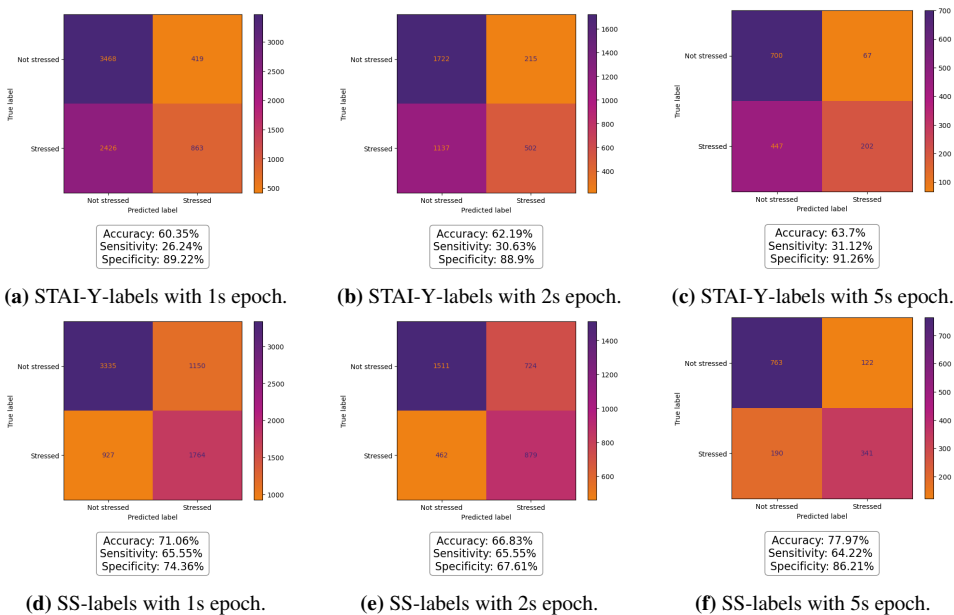 3468 419
2426 863
Not stressed
Stressed
True label
Not stressed Stressed
Predicted label
3000
2500
2000
1500
1000
500
Accuracy: 60.35%
Sensitivity: 26.24%
Specificity: 89.22%
(a) STAI-Y-labels with 1s epoch.
1722 215
1137 502
Not stressed
Stressed
True label
Not stressed Stressed
Predicted label
1600
1400
1200
1000
800
600
400
Accuracy: 62.19%
Sensitivity: 30.63%
Specificity: 88.9%
(b) STAI-Y-labels with 2s epoch.
700 67
447 202
Not stressed
Stressed
True label
Not stressed Stressed
Predicted label
700
600
500
400
300
200
100
Accuracy: 63.7%
Sensitivity: 31.12%
Specificity: 91.26%
(c) STAI-Y-labels with 5s epoch.
3335 1150
927 1764
Not stressed
Stressed
True label
Not stressed Stressed
Predicted label
3000
2500
2000
1500
1000
Accuracy: 71.06%
Sensitivity: 65.55%
Specificity: 74.36%
(d) SS-labels with 1s epoch.
1511 724
462 879
Not stressed
Stressed
True label
Not stressed Stressed
Predicted label
1400
1200
1000
800
600
Accuracy: 66.83%
Sensitivity: 65.55%
Specificity: 67.61%
(e) SS-labels with 2s epoch.
763 122
190 341
Not stressed
Stressed
True label
Not stressed Stressed
Predicted label
700
600
500
400
300
200
Accuracy: 77.97%
Sensitivity: 64.22%
Specificity: 86.21%
(f) SS-labels with 5s epoch.